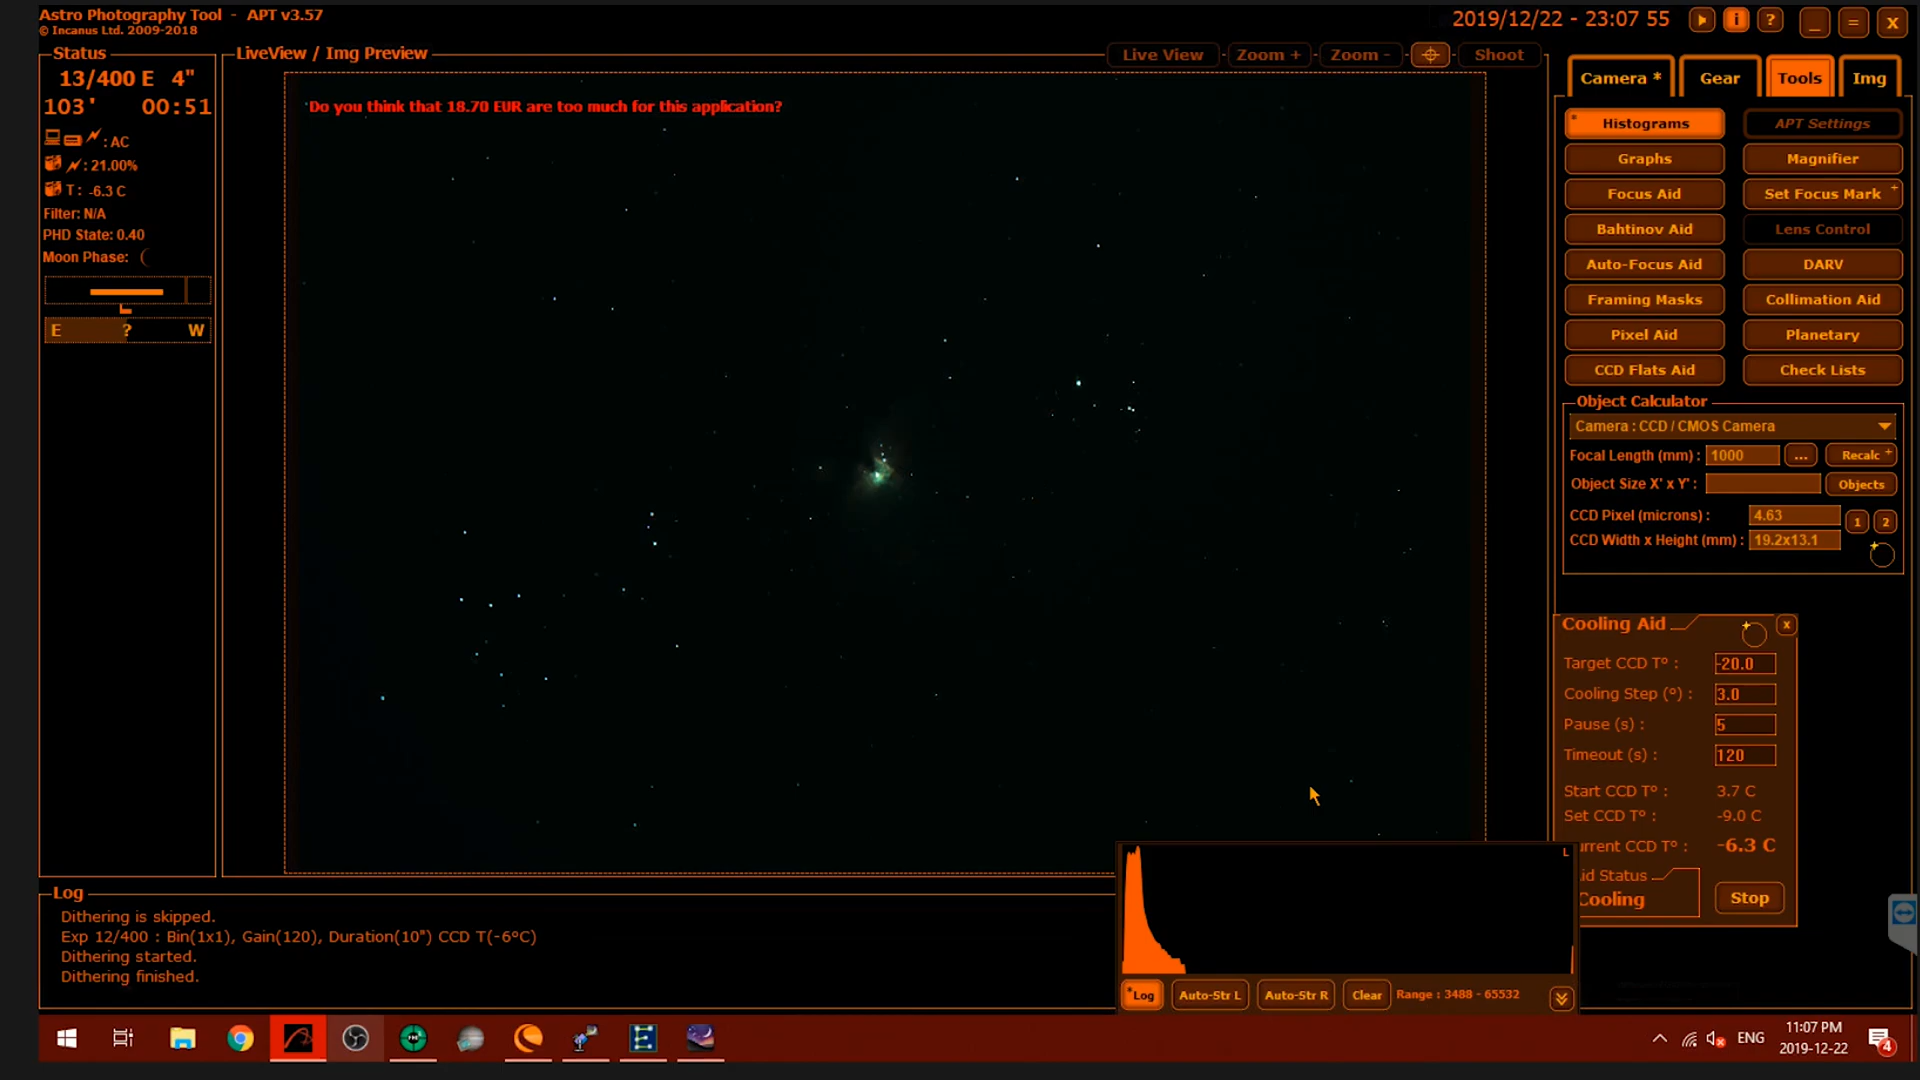 Astro Photography Tool - APT v3.57
© Incanus Ltd. 2009-2018
2019/12/22 - 23:07 55
i
?
_
=
X
Status
13/400 E 4"
103' 00:51
: AC
: 21.00%
T: -6.3 C
Filter: N/A
PHD State: 0.40
Moon Phase:
E ? W
LiveView / Img Preview
Live View
Zoom +
Zoom -
Shoot
Do you think that 18.70 EUR are too much for this application?
Camera *
Gear
Tools
Img
* Histograms
APT Settings
Graphs
Magnifier
Focus Aid
Set Focus Mark +
Bahtinov Aid
Lens Control
Auto-Focus Aid
DARV
Framing Masks
Collimation Aid
Pixel Aid
Planetary
CCD Flats Aid
Check Lists
Object Calculator
Camera : CCD / CMOS Camera
Focal Length (mm) : 1000 ... Recalc +
Object Size X' x Y' : Objects
CCD Pixel (microns) : 4.63 1 2
CCD Width x Height (mm) : 19.2x13.1
Cooling Aid x
Target CCD Tº : -20.0
Cooling Step (º) : 3.0
Pause (s) : 5
Timeout (s) : 120
Start CCD Tº : 3.7 C
Set CCD Tº : -9.0 C
urrent CCD Tº : -6.3 C
id Status
Cooling
Stop
L
*Log
Auto-Str L
Auto-Str R
Clear
Range : 3488 - 65532
Log
Dithering is skipped.
Exp 12/400 : Bin(1x1), Gain(120), Duration(10") CCD T(-6ºC)
Dithering started.
Dithering finished.
ENG
11:07 PM
2019-12-22
4